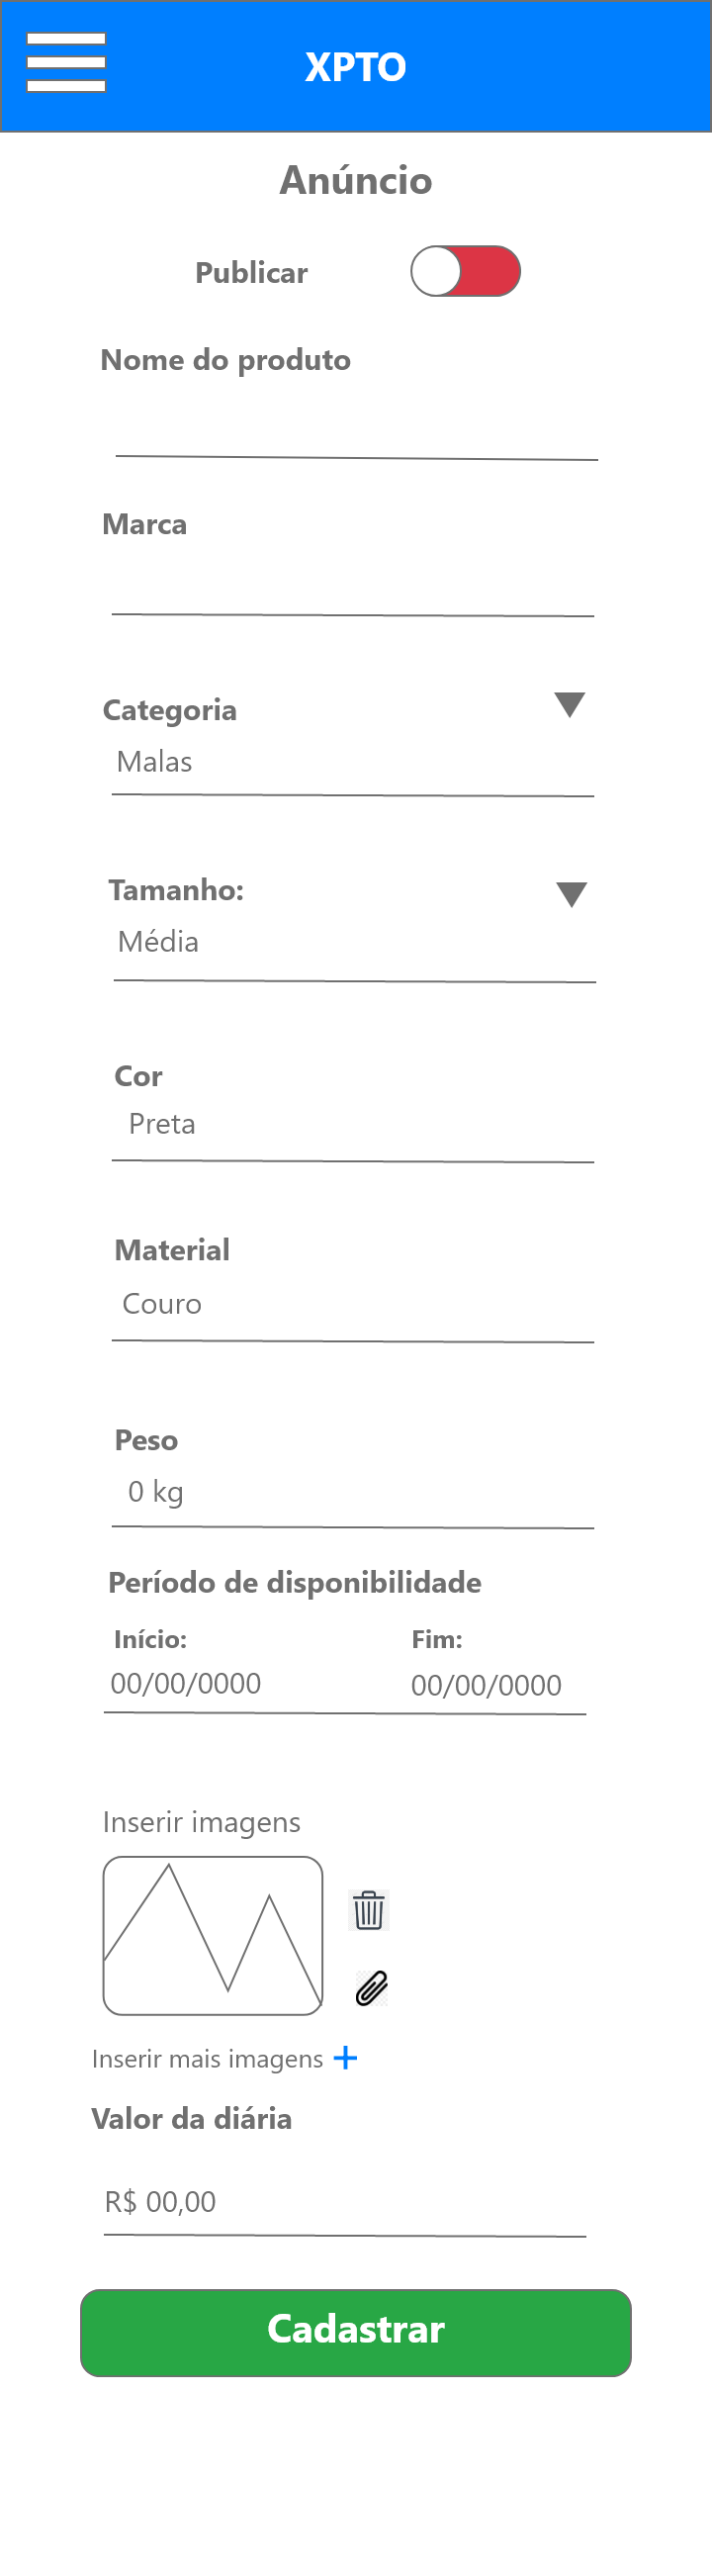 XPTO
Anúncio
Publicar
Nome do produto
Marca
Categoria
Malas
Tamanho:
Média
Cor
Preta
Material
Couro
Peso
0 kg
Período de disponibilidade
Início: Fim:
00/00/0000 00/00/0000
Inserir imagens
Inserir mais imagens +
Valor da diária
R$ 00,00
Cadastrar